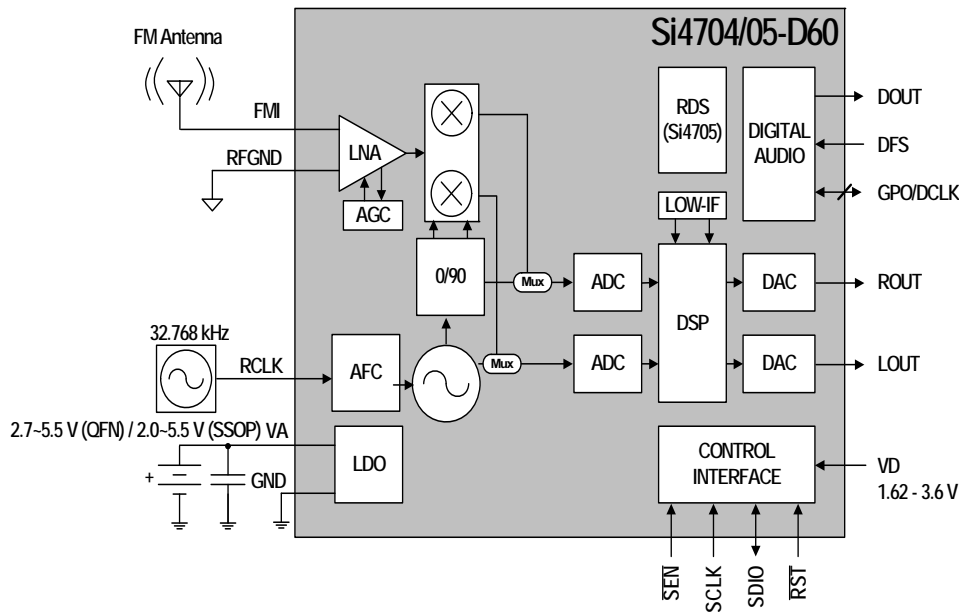 Si4704/05-D60
FM Antenna
FMI
RFGND
LNA
AGC
RDS
(Si4705)
DIGITAL
AUDIO
DOUT
DFS
GPO/DCLK
LOW-IF
0/90
Mux
ADC
DSP
DAC
ROUT
32.768 kHz
RCLK
AFC
Mux
ADC
DAC
LOUT
2.7~5.5 V (QFN) / 2.0~5.5 V (SSOP) VA
LDO
+
GND
CONTROL
INTERFACE
VD
1.62 - 3.6 V
SEN
SCLK
SDIO
RST